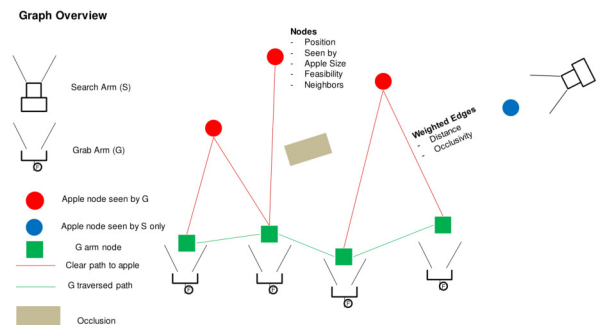 Graph Overview
Nodes
- Position
- Seen by
- Apple Size
- Feasibility
- Neighbors
Search Arm (S)
Weighted Edges
- Distance
- Occlusivity
Grab Arm (G)
F
Apple node seen by G
Apple node seen by S only
G arm node
Clear path to apple
G traversed path
F
F
F
F
Occlusion